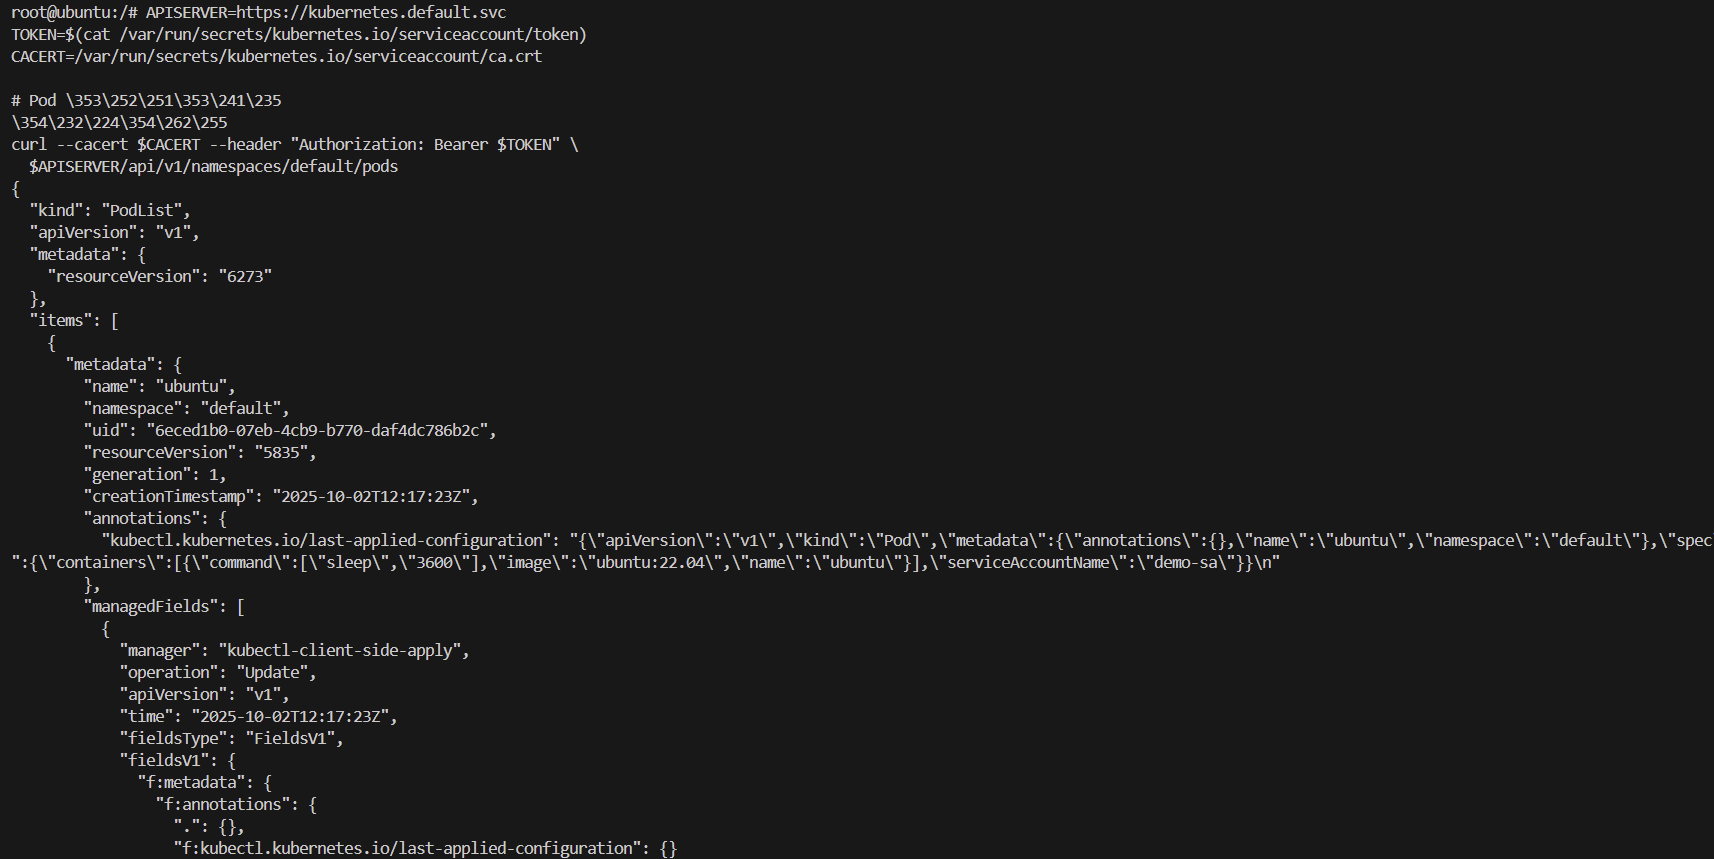 root@ubuntu:/# APISERVER=https://kubernetes.default.svc
TOKEN=$(cat /var/run/secrets/kubernetes.io/serviceaccount/token)
CACERT=/var/run/secrets/kubernetes.io/serviceaccount/ca.crt

# Pod \353\252\251\353\241\235
\354\232\224\354\262\255
curl --cacert $CACERT --header "Authorization: Bearer $TOKEN" \
  $APISERVER/api/v1/namespaces/default/pods
{
  "kind": "PodList",
  "apiVersion": "v1",
  "metadata": {
    "resourceVersion": "6273"
  },
  "items": [
    {
      "metadata": {
        "name": "ubuntu",
        "namespace": "default",
        "uid": "6eced1b0-07eb-4cb9-b770-daf4dc786b2c",
        "resourceVersion": "5835",
        "generation": 1,
        "creationTimestamp": "2025-10-02T12:17:23Z",
        "annotations": {
          "kubectl.kubernetes.io/last-applied-configuration": "{\"apiVersion\":\"v1\",\"kind\":\"Pod\",\"metadata\":{\"annotations\":{},\"name\":\"ubuntu\",\"namespace\":\"default\"},\"spec
\":{\"containers\":[{\"command\":[\"sleep\",\"3600\"],\"image\":\"ubuntu:22.04\",\"name\":\"ubuntu\"}],\"serviceAccountName\":\"demo-sa\"}}\n"
        },
        "managedFields": [
          {
            "manager": "kubectl-client-side-apply",
            "operation": "Update",
            "apiVersion": "v1",
            "time": "2025-10-02T12:17:23Z",
            "fieldsType": "FieldsV1",
            "fieldsV1": {
              "f:metadata": {
                "f:annotations": {
                  ".": {},
                  "f:kubectl.kubernetes.io/last-applied-configuration": {}